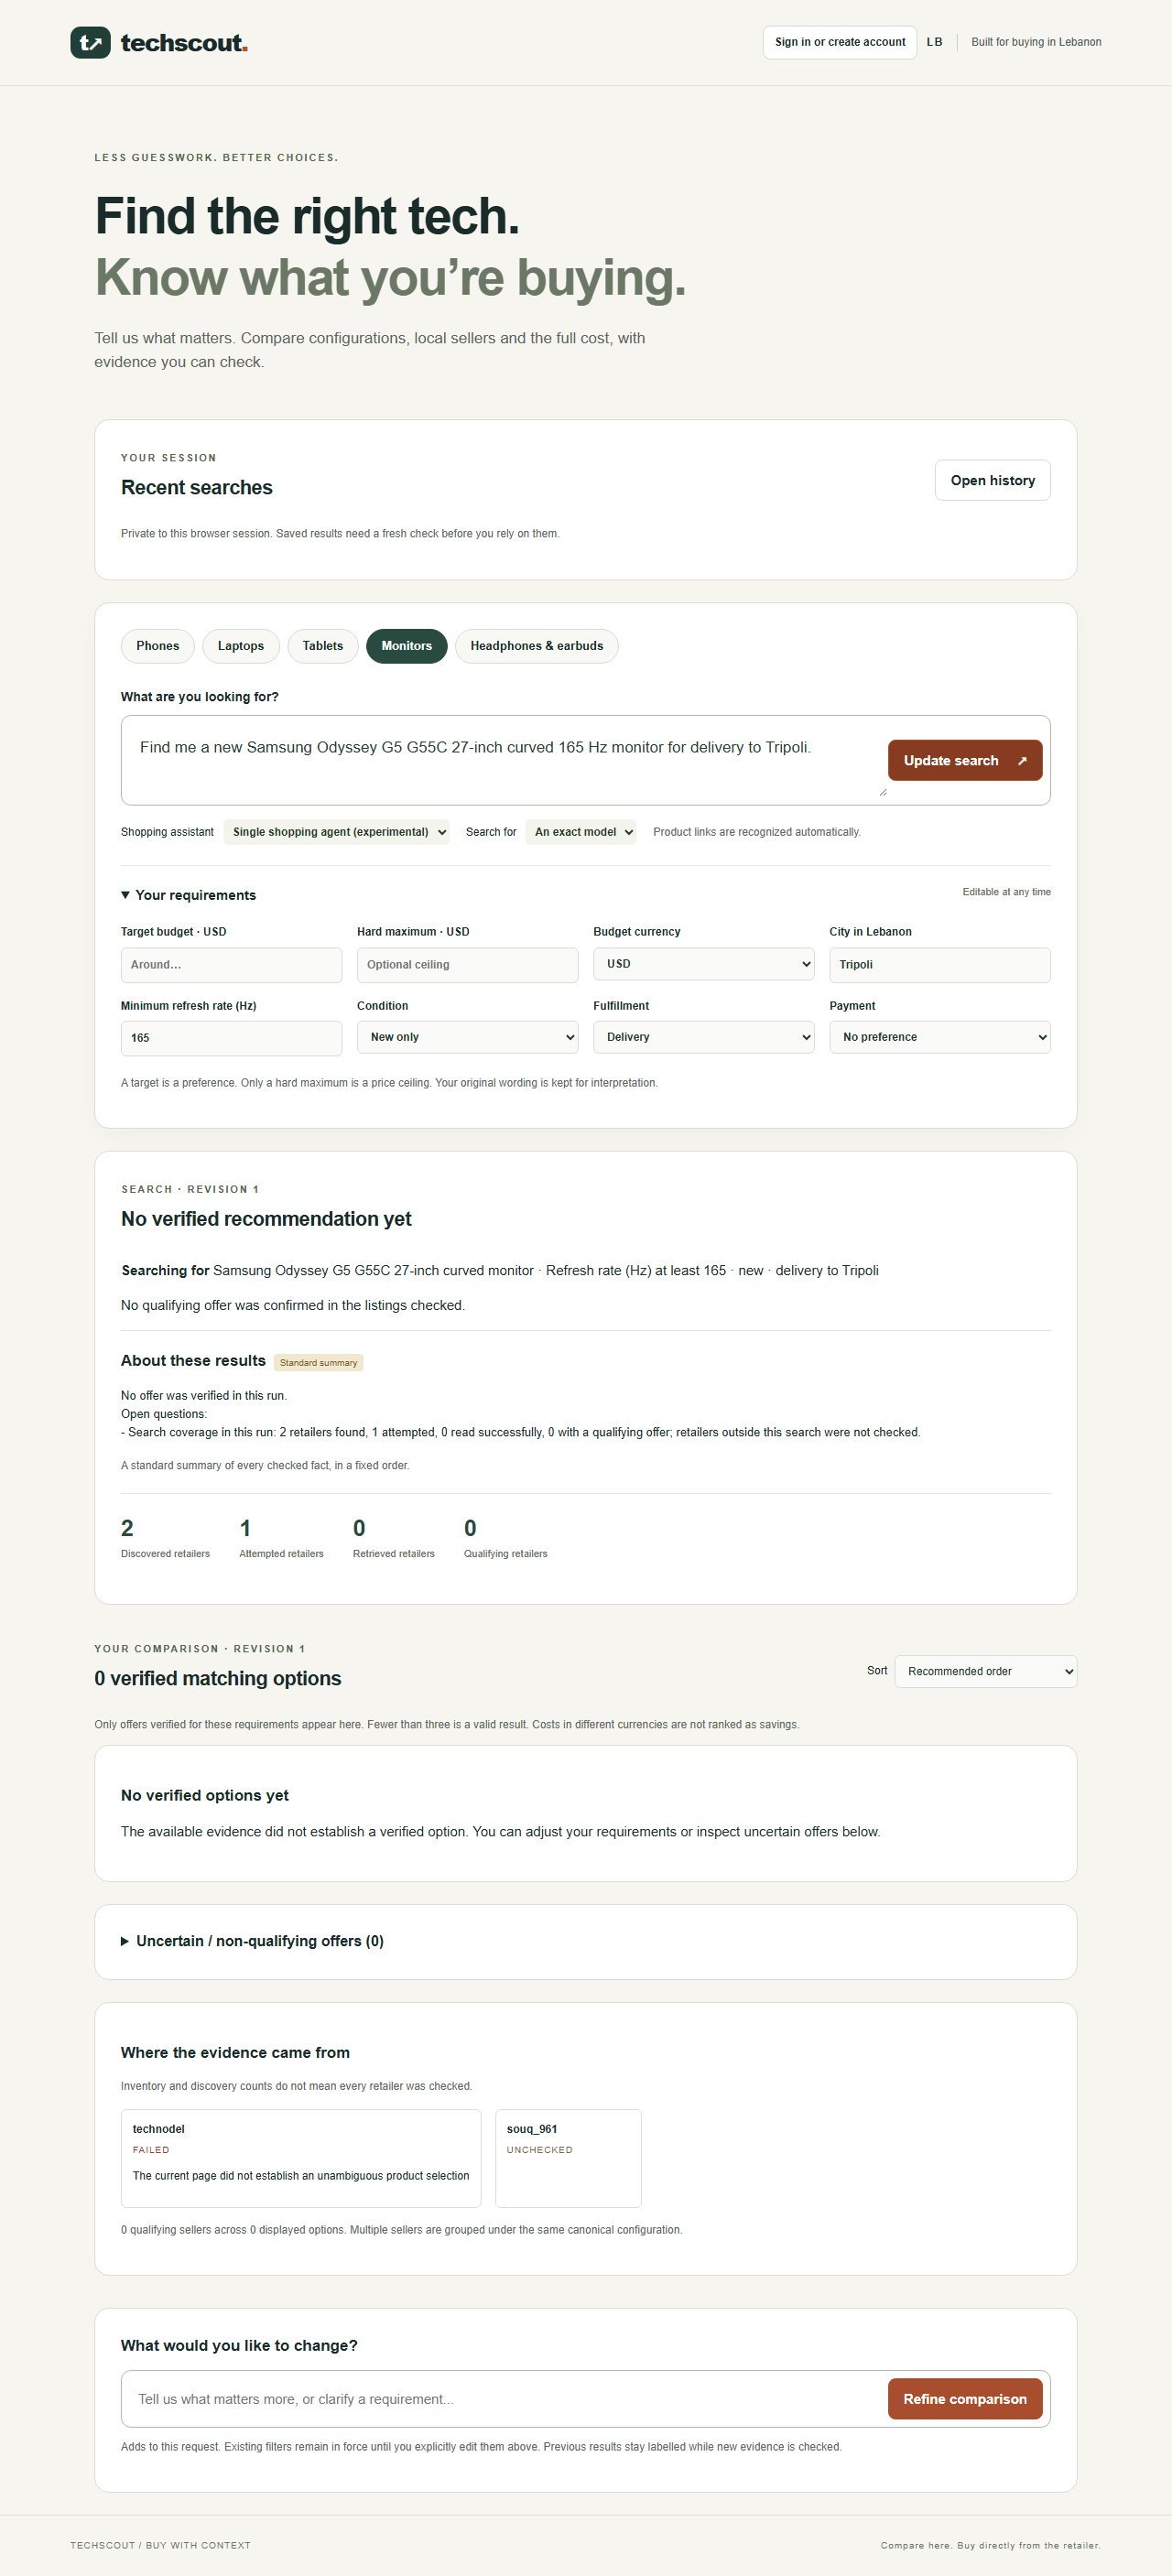 t↗ techscout.
Sign in or create account LB Built for buying in Lebanon
LESS GUESSWORK. BETTER CHOICES.
Find the right tech.
Know what you’re buying.
Tell us what matters. Compare configurations, local sellers and the full cost, with
evidence you can check.
YOUR SESSION
Recent searches
Open history
Private to this browser session. Saved results need a fresh check before you rely on them.
Phones Laptops Tablets Monitors Headphones & earbuds
What are you looking for?
Find me a new Samsung Odyssey G5 G55C 27-inch curved 165 Hz monitor for delivery to Tripoli.
Update search ↗
Shopping assistant Single shopping agent (experimental) Search for An exact model Product links are recognized automatically.
▼ Your requirements Editable at any time
Target budget · USD Hard maximum · USD Budget currency City in Lebanon
Around... Optional ceiling USD Tripoli
Minimum refresh rate (Hz) Condition Fulfillment Payment
165 New only Delivery No preference
A target is a preference. Only a hard maximum is a price ceiling. Your original wording is kept for interpretation.
SEARCH · REVISION 1
No verified recommendation yet
Searching for Samsung Odyssey G5 G55C 27-inch curved monitor · Refresh rate (Hz) at least 165 · new · delivery to Tripoli
No qualifying offer was confirmed in the listings checked.
About these results Standard summary
No offer was verified in this run.
Open questions:
- Search coverage in this run: 2 retailers found, 1 attempted, 0 read successfully, 0 with a qualifying offer; retailers outside this search were not checked.
A standard summary of every checked fact, in a fixed order.
2 1 0 0
Discovered retailers Attempted retailers Retrieved retailers Qualifying retailers
YOUR COMPARISON · REVISION 1
0 verified matching options
Sort Recommended order
Only offers verified for these requirements appear here. Fewer than three is a valid result. Costs in different currencies are not ranked as savings.
No verified options yet
The available evidence did not establish a verified option. You can adjust your requirements or inspect uncertain offers below.
▶ Uncertain / non-qualifying offers (0)
Where the evidence came from
Inventory and discovery counts do not mean every retailer was checked.
technodel souq_961
FAILED UNCHECKED
The current page did not establish an unambiguous product selection
0 qualifying sellers across 0 displayed options. Multiple sellers are grouped under the same canonical configuration.
What would you like to change?
Tell us what matters more, or clarify a requirement... Refine comparison
Adds to this request. Existing filters remain in force until you explicitly edit them above. Previous results stay labelled while new evidence is checked.
TECHSCOUT / BUY WITH CONTEXT Compare here. Buy directly from the retailer.